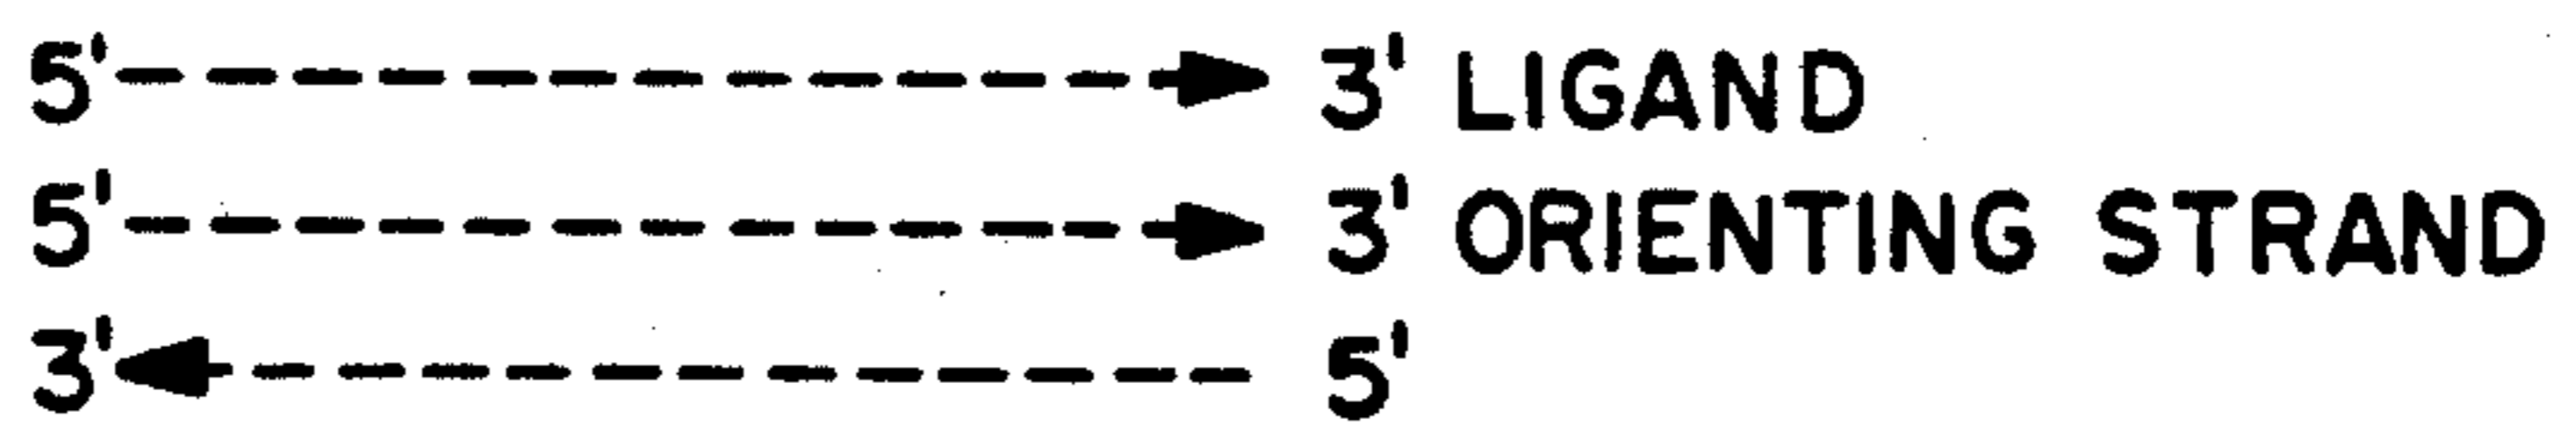 5' 3' LIGAND
5' 3' ORIENTING STRAND
3' 5'